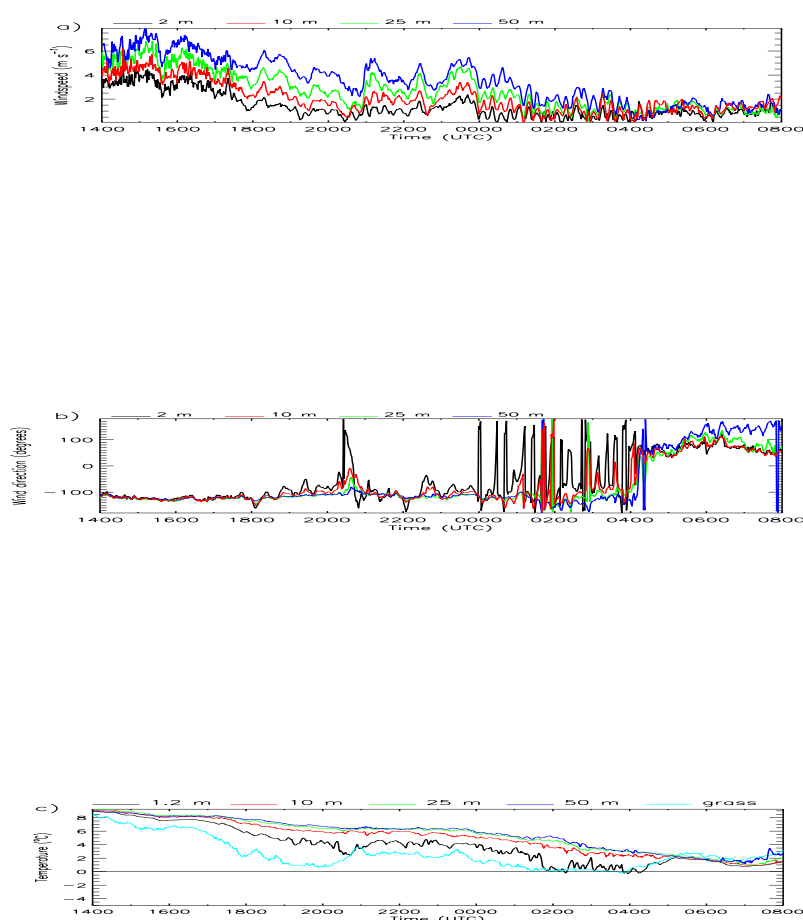 a) 2 m 10 m 25 m 50 m
Windspeed (m s⁻¹)
6
4
2
1400 1600 1800 2000 2200 0000 0200 0400 0600 0800
Time (UTC)
b) 2 m 10 m 25 m 50 m
Wind direction (degrees)
100
0
-100
1400 1600 1800 2000 2200 0000 0200 0400 0600 0800
Time (UTC)
c) 1.2 m 10 m 25 m 50 m grass
Temperature (°C)
8
6
4
2
0
-2
-4
1400 1600 1800 2000 2200 0000 0200 0400 0600 0800
Time (UTC)